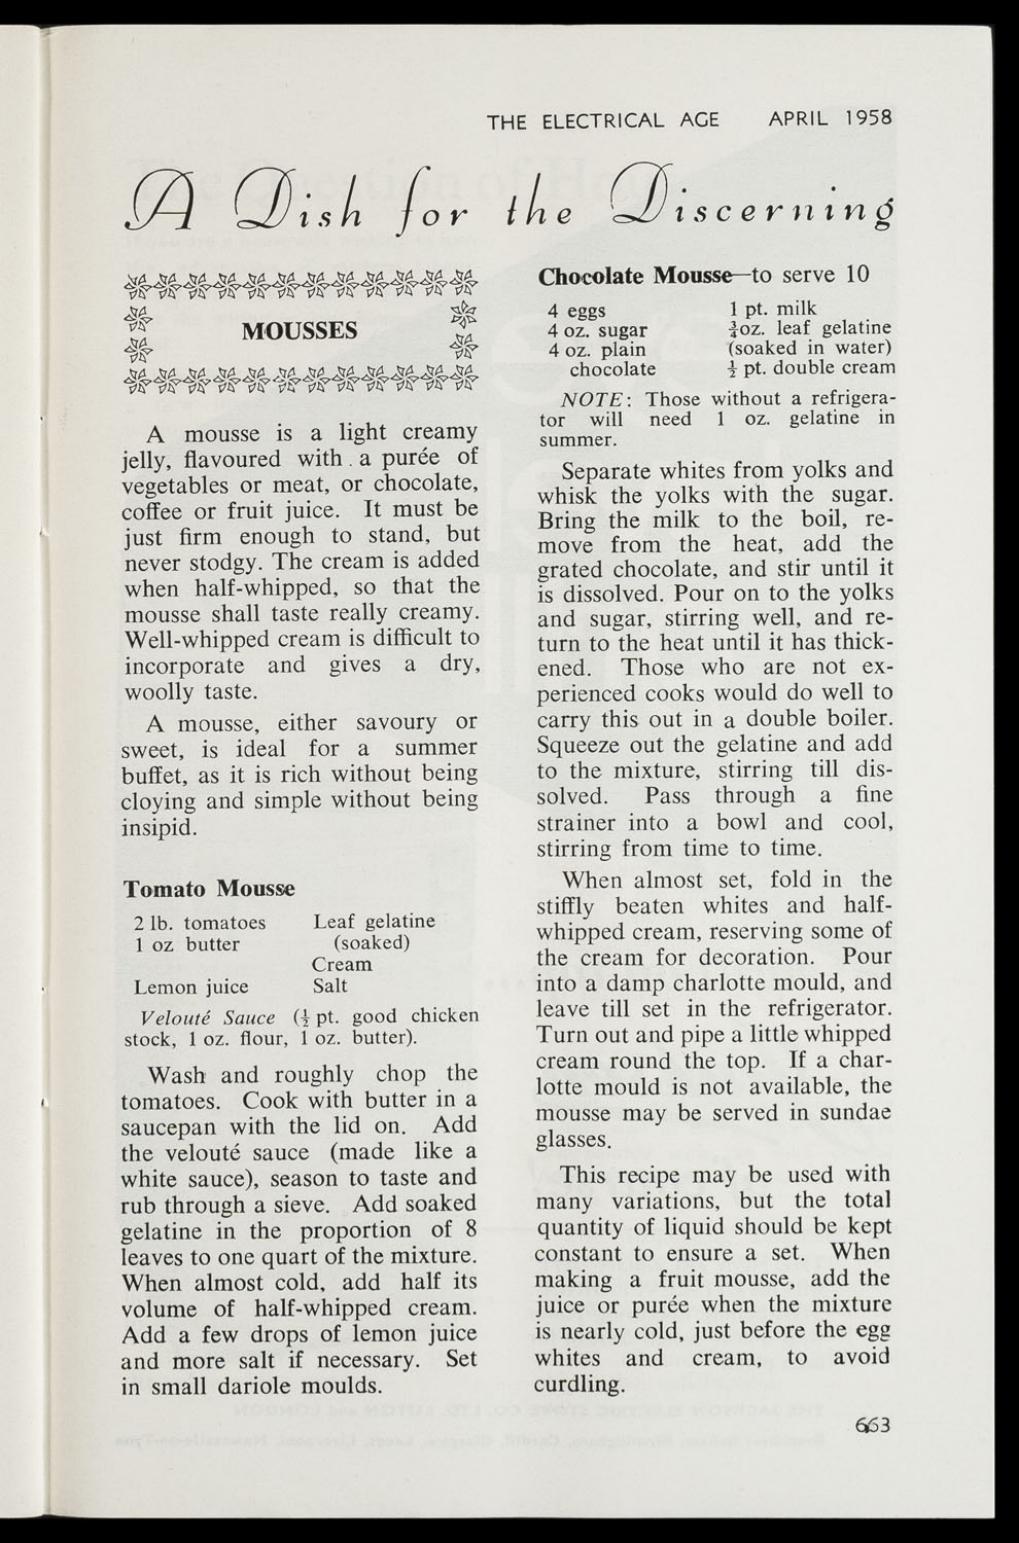 THE ELECTRICAL AGE APRIL 1958
A Dish for the Discerning
MOUSSES
A mousse is a light creamy
jelly, flavoured with a purée of
vegetables or meat, or chocolate,
coffee or fruit juice. It must be
just firm enough to stand, but
never stodgy. The cream is added
when half-whipped, so that the
mousse shall taste really creamy.
Well-whipped cream is difficult to
incorporate and gives a dry,
woolly taste.
A mousse, either savoury or
sweet, is ideal for a summer
buffet, as it is rich without being
cloying and simple without being
insipid.
Tomato Mousse
2 lb. tomatoes Leaf gelatine
1 oz butter (soaked)
Cream
Lemon juice Salt
Velouté Sauce (½ pt. good chicken
stock, 1 oz. flour, 1 oz. butter).
Wash and roughly chop the
tomatoes. Cook with butter in a
saucepan with the lid on. Add
the velouté sauce (made like a
white sauce), season to taste and
rub through a sieve. Add soaked
gelatine in the proportion of 8
leaves to one quart of the mixture.
When almost cold, add half its
volume of half-whipped cream.
Add a few drops of lemon juice
and more salt if necessary. Set
in small dariole moulds.
Chocolate Mousse—to serve 10
4 eggs 1 pt. milk
4 oz. sugar ¾oz. leaf gelatine
4 oz. plain (soaked in water)
chocolate ½ pt. double cream
NOTE: Those without a refrigera-
tor will need 1 oz. gelatine in
summer.
Separate whites from yolks and
whisk the yolks with the sugar.
Bring the milk to the boil, re-
move from the heat, add the
grated chocolate, and stir until it
is dissolved. Pour on to the yolks
and sugar, stirring well, and re-
turn to the heat until it has thick-
ened. Those who are not ex-
perienced cooks would do well to
carry this out in a double boiler.
Squeeze out the gelatine and add
to the mixture, stirring till dis-
solved. Pass through a fine
strainer into a bowl and cool,
stirring from time to time.
When almost set, fold in the
stiffly beaten whites and half-
whipped cream, reserving some of
the cream for decoration. Pour
into a damp charlotte mould, and
leave till set in the refrigerator.
Turn out and pipe a little whipped
cream round the top. If a char-
lotte mould is not available, the
mousse may be served in sundae
glasses.
This recipe may be used with
many variations, but the total
quantity of liquid should be kept
constant to ensure a set. When
making a fruit mousse, add the
juice or purée when the mixture
is nearly cold, just before the egg
whites and cream, to avoid
curdling.
663